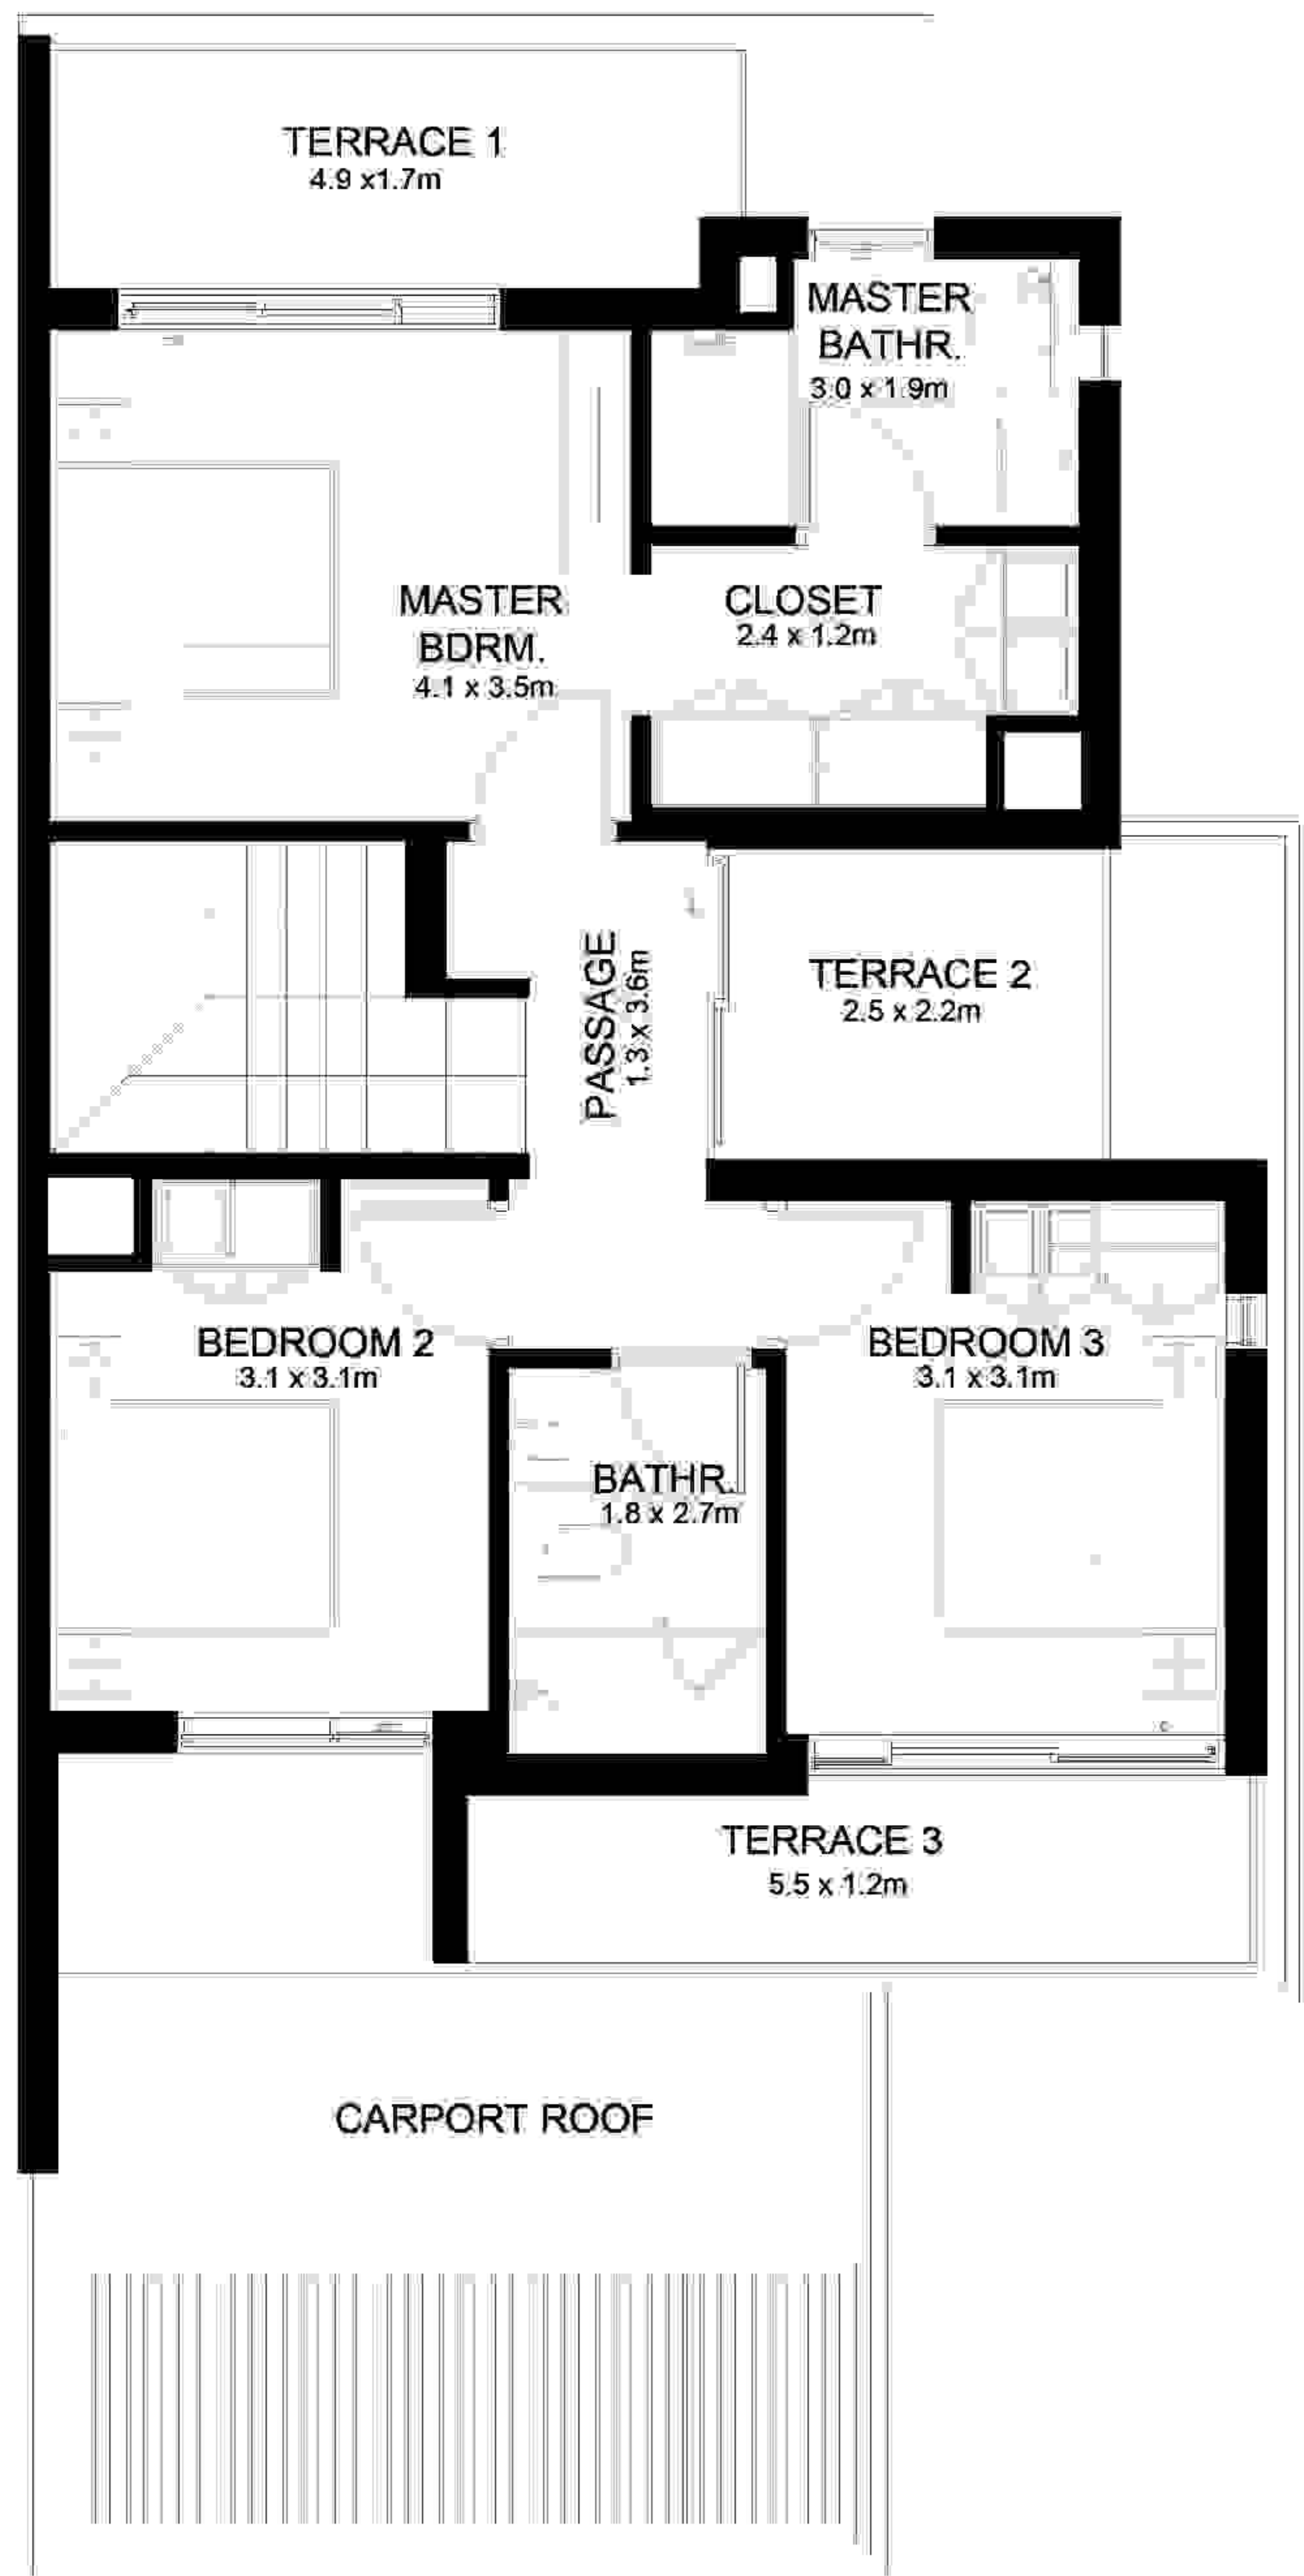 TERRACE 1
4.9 x1.7m
MASTER
BATHR.
3.0 x 1.9m
MASTER
BDRM.
4.1 x 3.5m
CLOSET
2.4 x 1.2m
PASSAGE
1.3 x 3.6m
TERRACE 2
2.5 x 2.2m
BEDROOM 2
3.1 x 3.1m
BEDROOM 3
3.1 x 3.1m
BATHR.
1.8 x 2.7m
TERRACE 3
5.5 x 1.2m
CARPORT ROOF